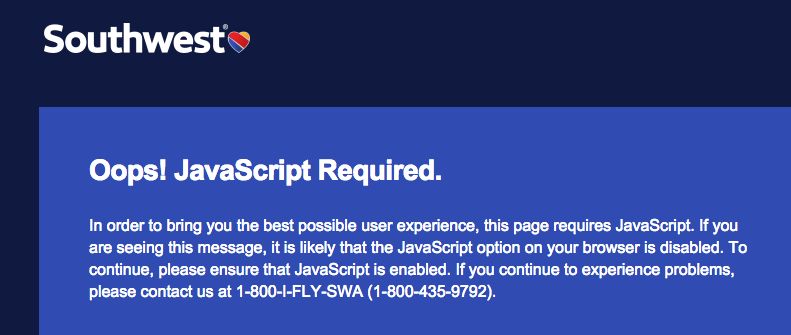 Southwest®
Oops! JavaScript Required.
In order to bring you the best possible user experience, this page requires JavaScript. If you
are seeing this message, it is likely that the JavaScript option on your browser is disabled. To
continue, please ensure that JavaScript is enabled. If you continue to experience problems,
please contact us at 1-800-I-FLY-SWA (1-800-435-9792).